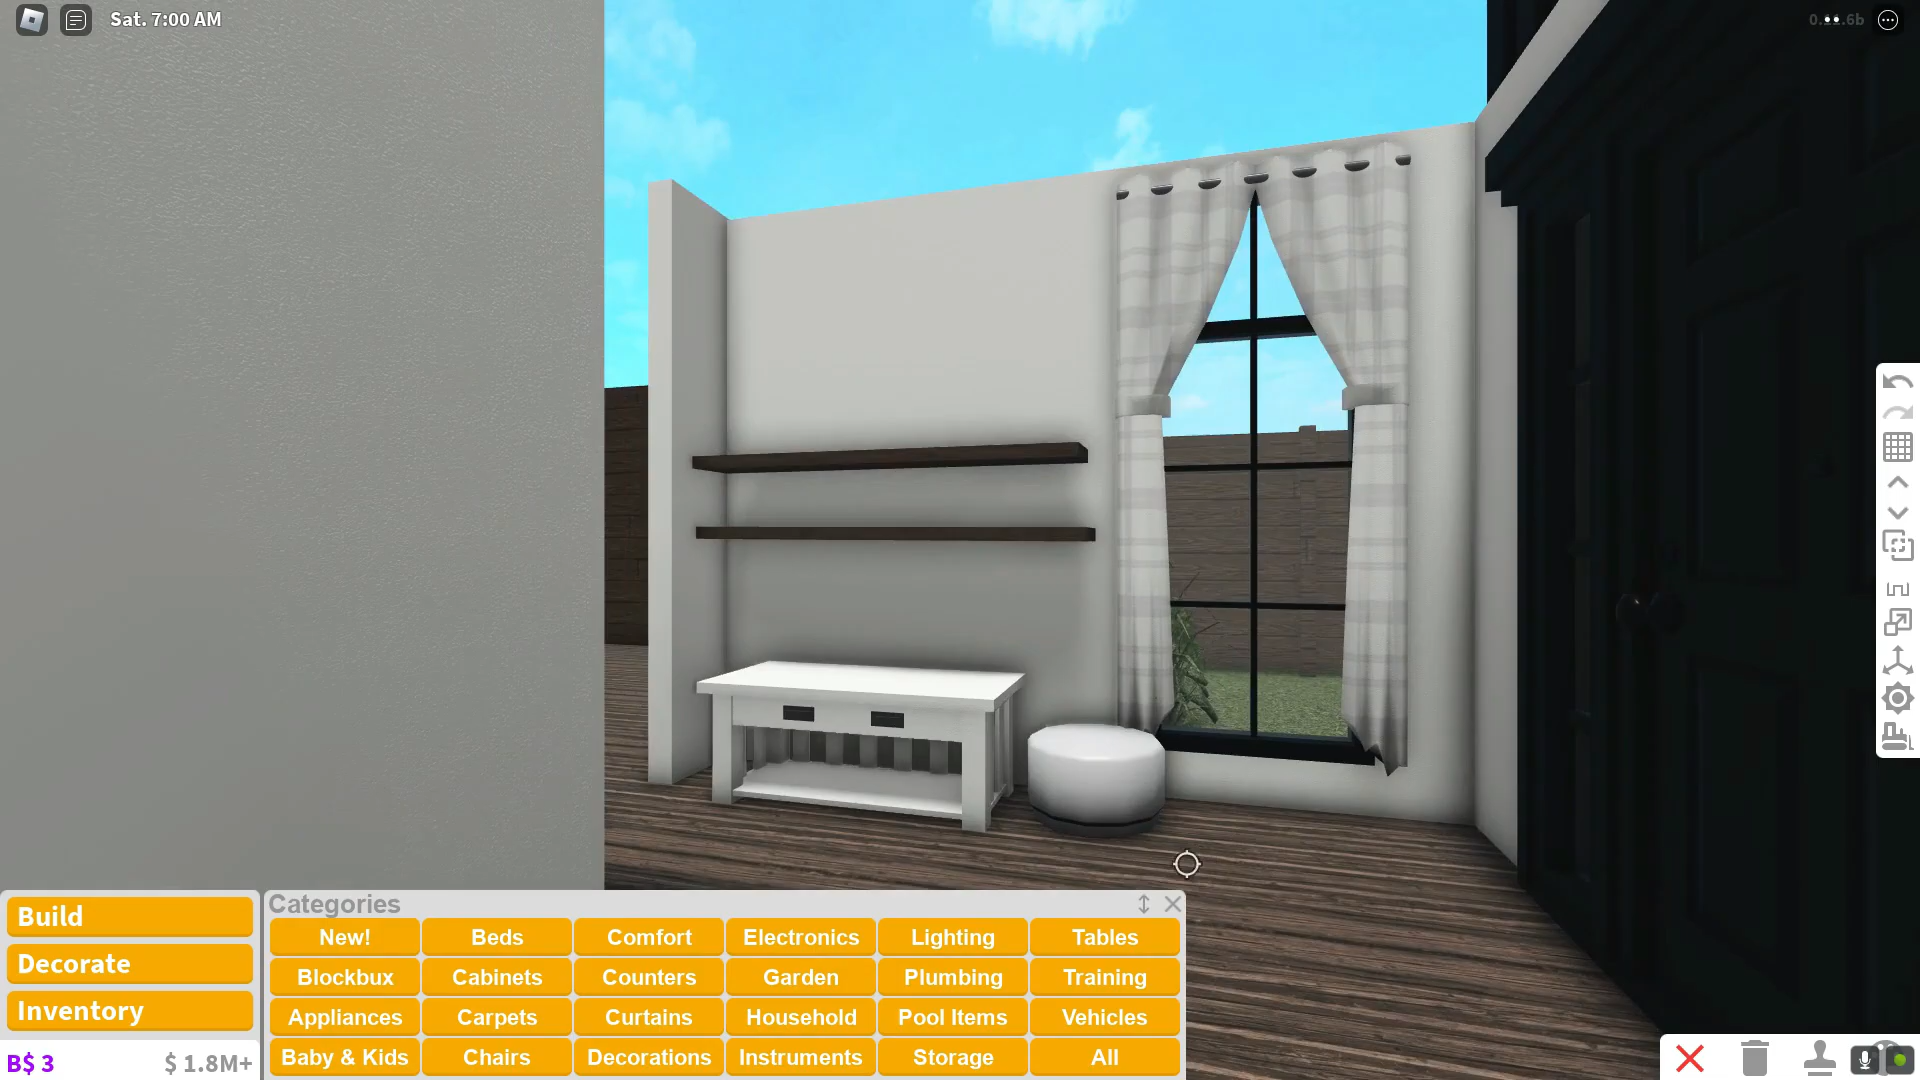 Sat. 7:00 AM
Build
Decorate
Inventory
B$ 3
$ 1.8M+
Categories
New! Beds Comfort Electronics Lighting Tables
Blockbux Cabinets Counters Garden Plumbing Training
Appliances Carpets Curtains Household Pool Items Vehicles
Baby & Kids Chairs Decorations Instruments Storage All